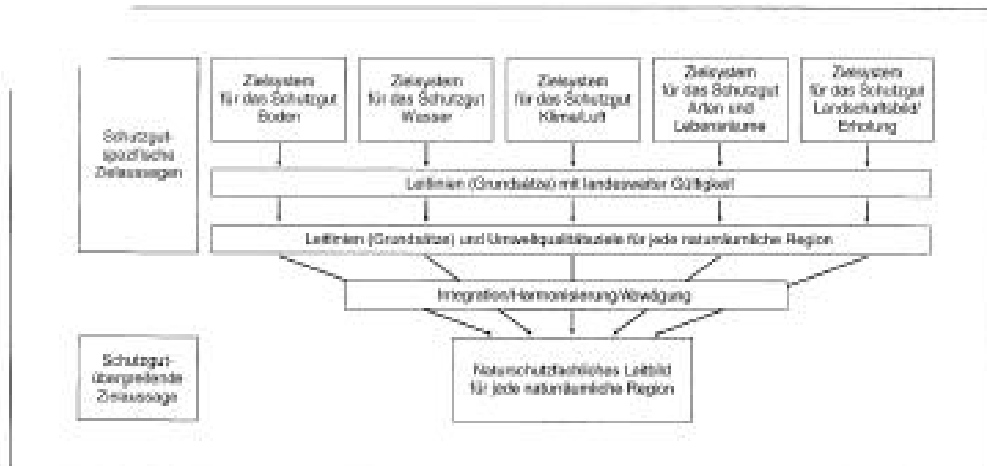 Schutzgut-
spezifische
Zielaussagen
Zielsystem
für das Schutzgut
Boden
Zielsystem
für das Schutzgut
Wasser
Zielsystem
für das Schutzgut
Klima/Luft
Zielsystem
für das Schutzgut
Arten und
Lebensräume
Zielsystem
für das Schutzgut
Landschaftsbild/
Erholung
Leitlinien (Grundsätze) mit landesweiter Gültigkeit
Leitlinien (Grundsätze) und Umweltqualitätsziele für jede naturräumliche Region
Integration/Harmonisierung/Abwägung
Schutzgut-
übergreifende
Zielaussage
Naturschutzfachliches Leitbild
für jede naturräumliche Region